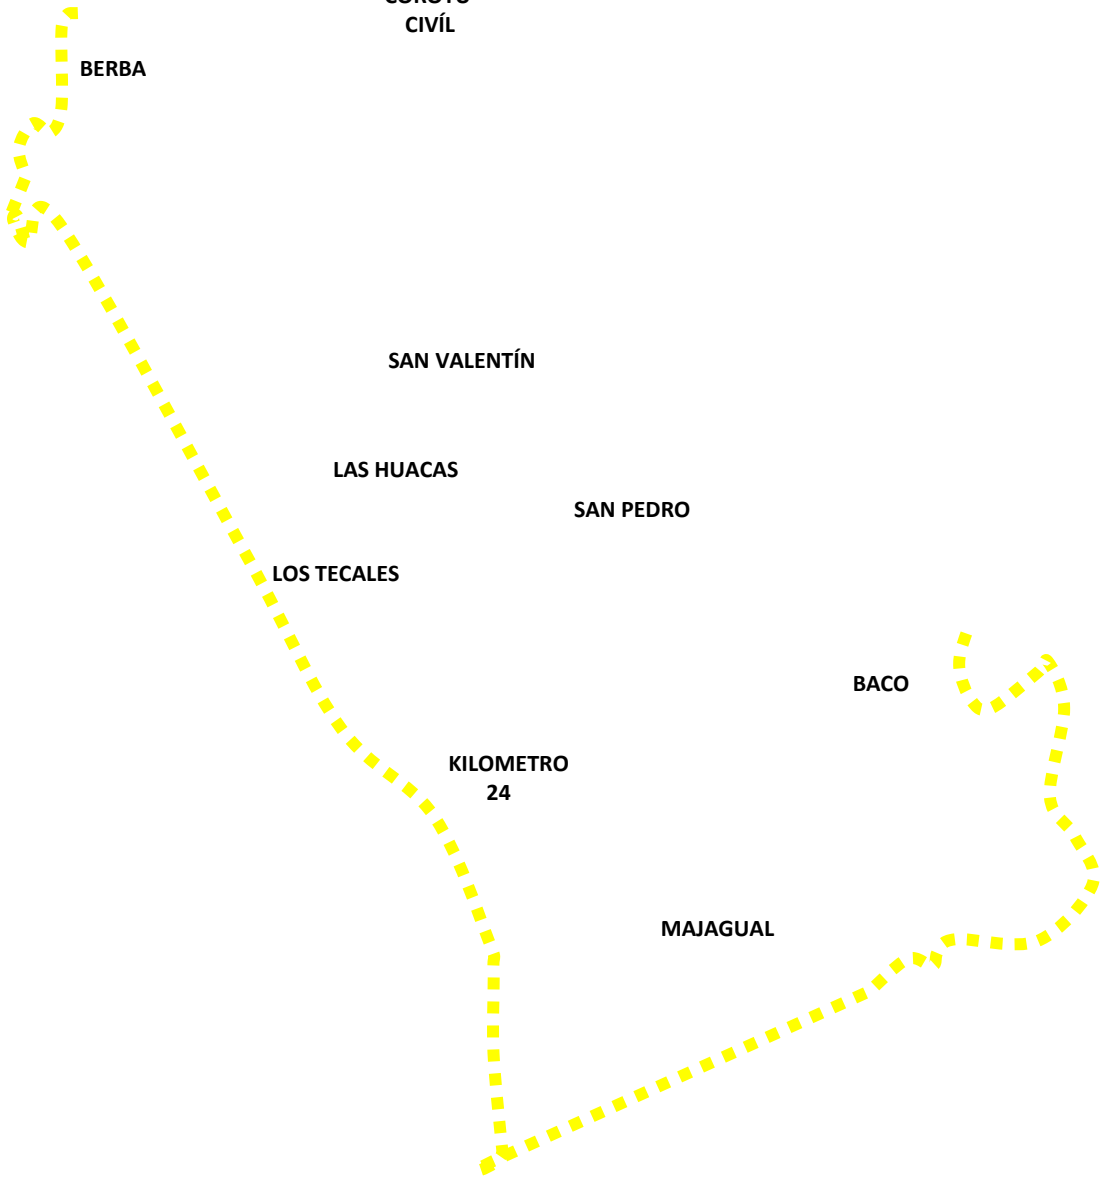 CIVÍL
BERBA
SAN VALENTÍN
LAS HUACAS
SAN PEDRO
LOS TECALES
BACO
KILOMETRO
24
MAJAGUAL